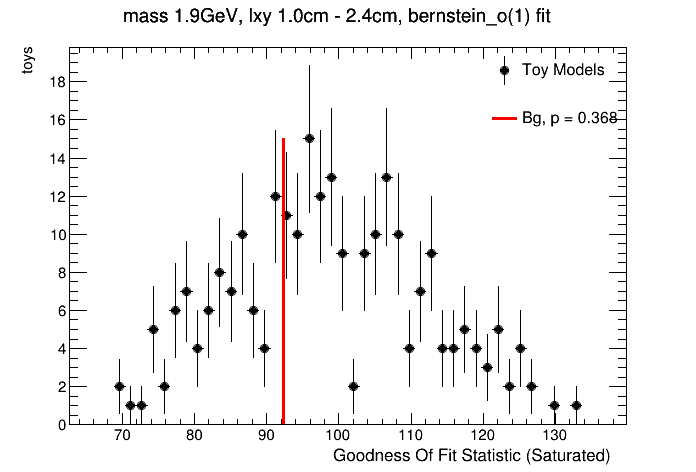 mass 1.9GeV, lxy 1.0cm - 2.4cm, bernstein_o(1) fit
toys
Toy Models
Bg, p = 0.368
18
16
14
12
10
8
6
4
2
0
70 80 90 100 110 120 130
Goodness Of Fit Statistic (Saturated)